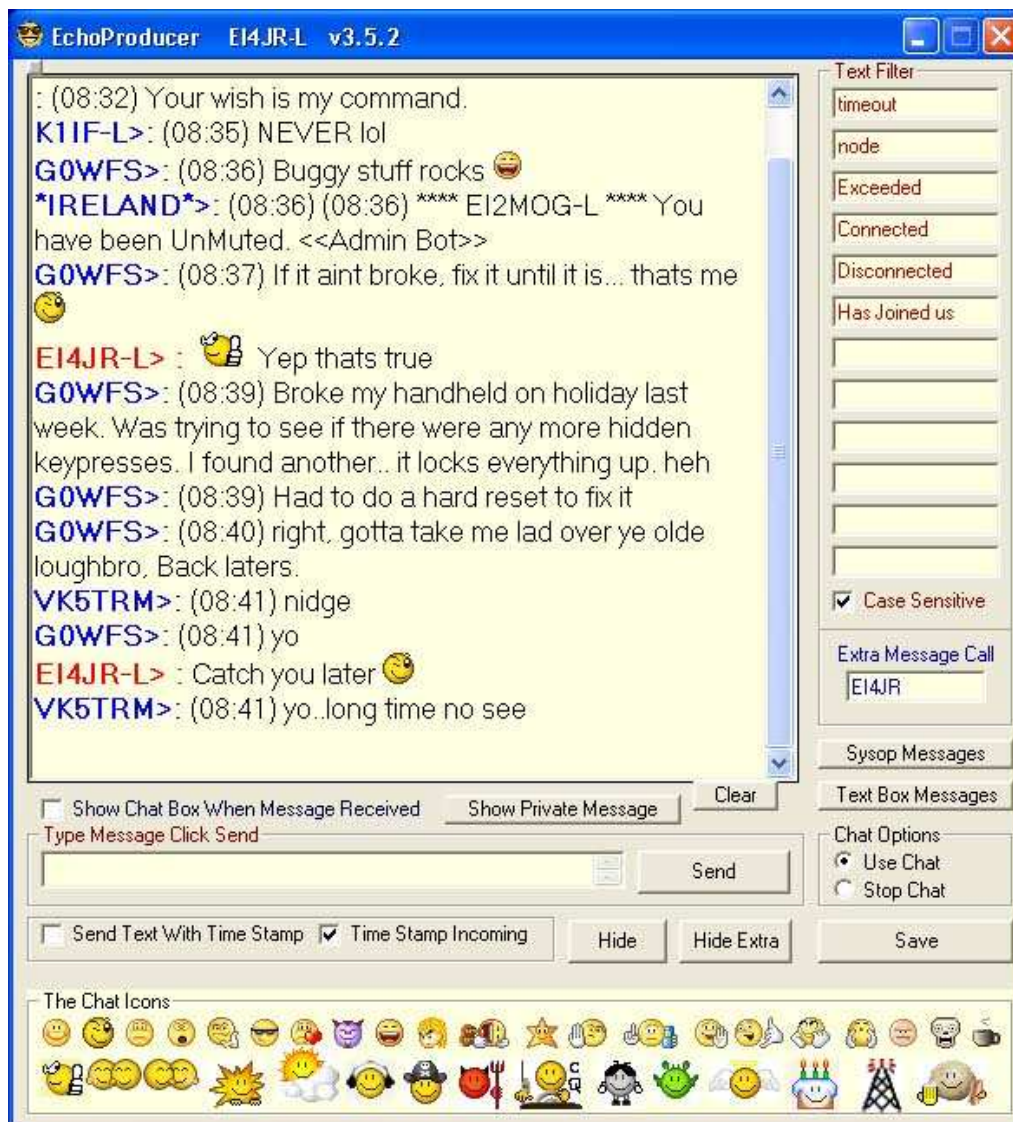 EchoProducer EI4JR-L v3.5.2
: (08:32) Your wish is my command.
K1IF-L>: (08:35) NEVER lol
G0WFS>: (08:36) Buggy stuff rocks
*IRELAND*>: (08:36) (08:36) **** EI2MOG-L **** You
have been UnMuted. <<Admin Bot>>
G0WFS>: (08:37) If it aint broke, fix it until it is... thats me
EI4JR-L> : Yep thats true
G0WFS>: (08:39) Broke my handheld on holiday last
week. Was trying to see if there were any more hidden
keypresses. I found another.. it locks everything up. heh
G0WFS>: (08:39) Had to do a hard reset to fix it
G0WFS>: (08:40) right, gotta take me lad over ye olde
loughbro, Back laters.
VK5TRM>: (08:41) nidge
G0WFS>: (08:41) yo
EI4JR-L> : Catch you later
VK5TRM>: (08:41) yo..long time no see
Text Filter
timeout
node
Exceeded
Connected
Disconnected
Has Joined us
Case Sensitive
Extra Message Call
EI4JR
Sysop Messages
Text Box Messages
Show Chat Box When Message Received
Show Private Message
Clear
Type Message Click Send
Send
Chat Options
Use Chat
Stop Chat
Send Text With Time Stamp
Time Stamp Incoming
Hide
Hide Extra
Save
The Chat Icons
CQ